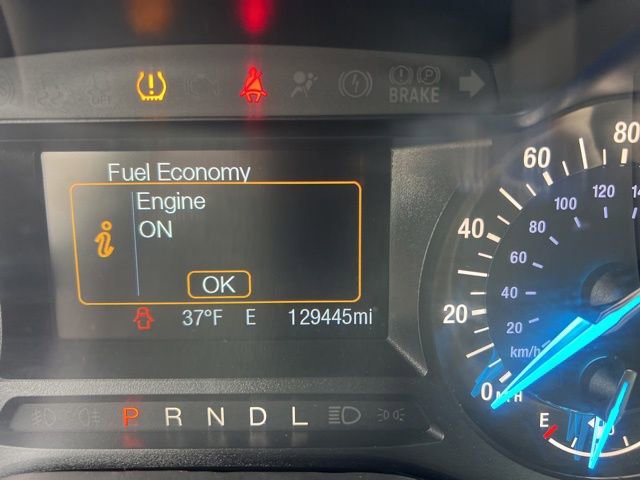 BRAKE
Fuel Economy
Engine
ON
OK
37°F E 129445mi
P R N D L
80
60
40
20
0
MPH
120
100
80
60
40
20
km/h
E